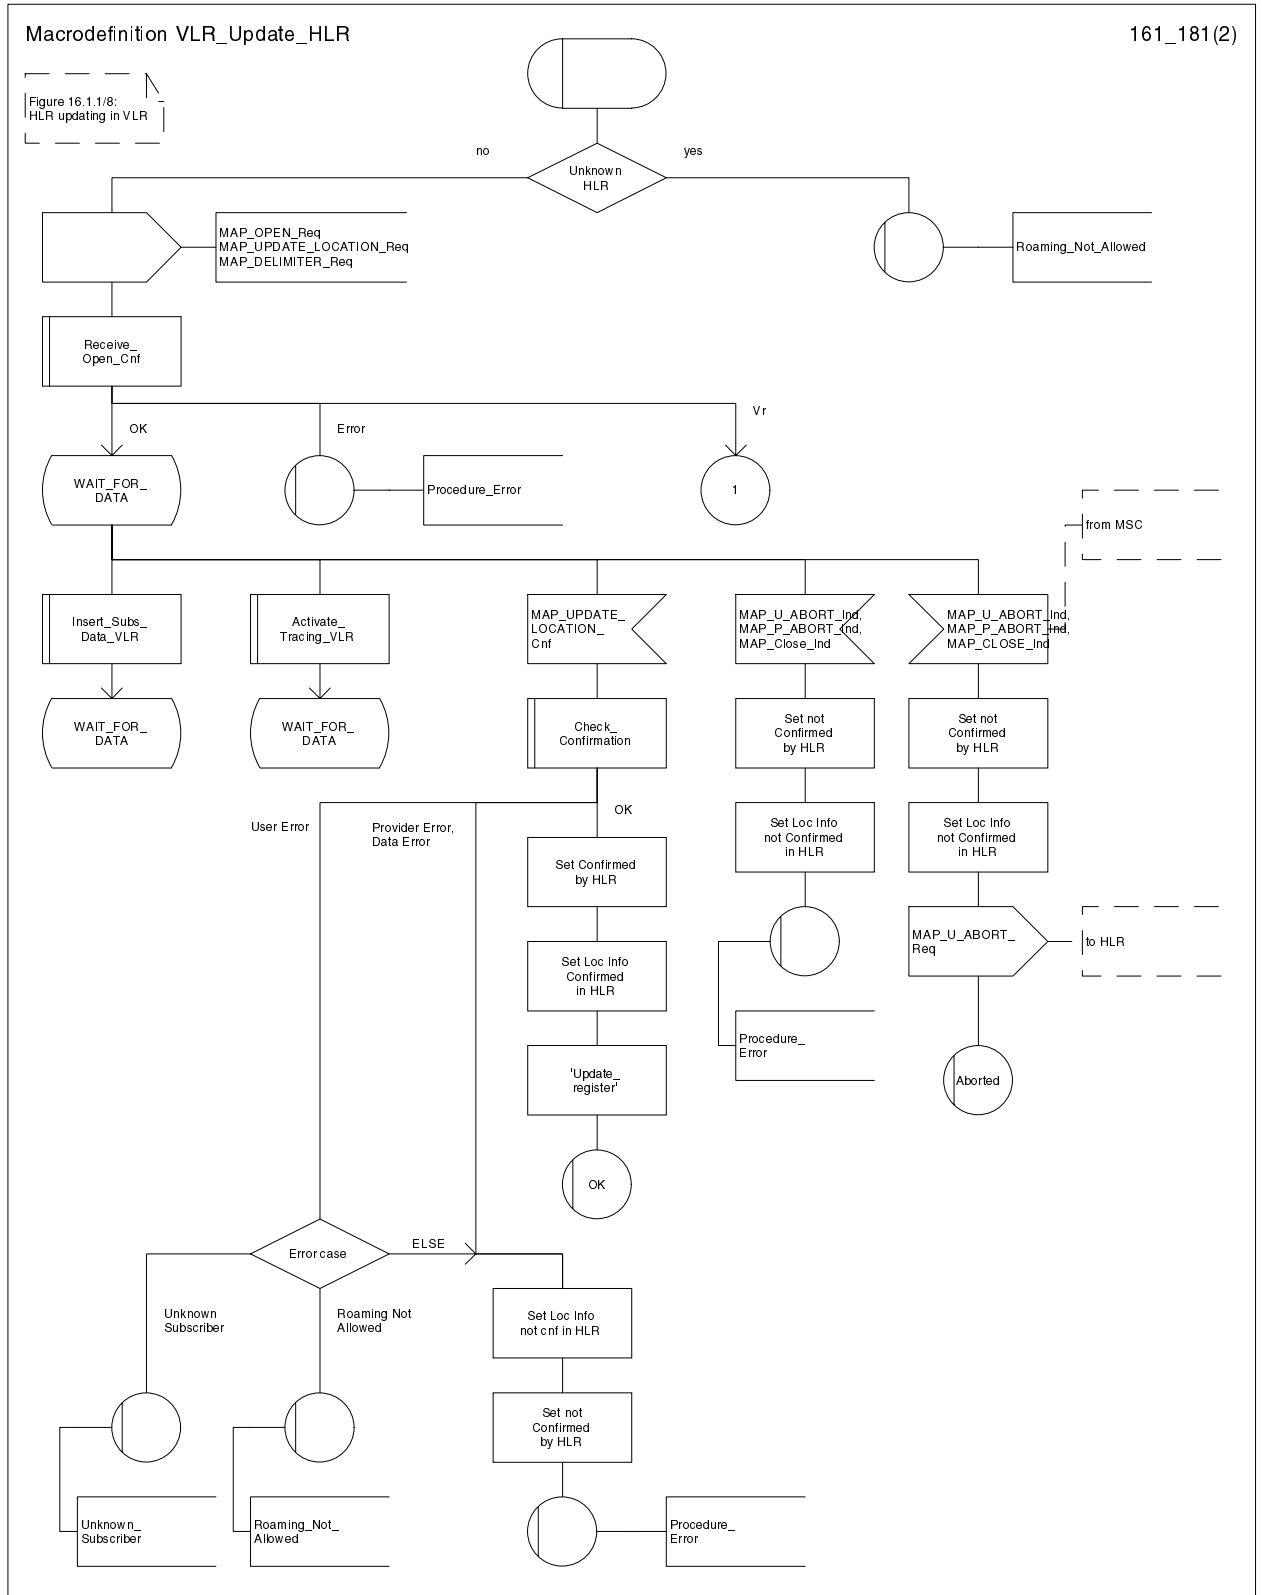 Macrodefinition VLR_Update_HLR
161_181(2)
Figure 16.1.1/8:
HLR updating in VLR
no
yes
Unknown
HLR
MAP_OPEN_Req
MAP_UPDATE_LOCATION_Req
MAP_DELIMITER_Req
Roaming_Not_Allowed
Receive_
Open_Cnf
OK
Error
Vr
WAIT_FOR_
DATA
Procedure_Error
1
from MSC
Insert_Subs_
Data_VLR
Activate_
Tracing_VLR
MAP_UPDATE_
LOCATION_
Cnf
MAP_U_ABORT_Ind,
MAP_P_ABORT_Ind,
MAP_Close_Ind
MAP_U_ABORT_Ind,
MAP_P_ABORT_Ind,
MAP_CLOSE_Ind
WAIT_FOR_
DATA
WAIT_FOR_
DATA
Check_
Confirmation
Set not
Confirmed
by HLR
Set not
Confirmed
by HLR
User Error
Provider Error,
Data Error
OK
Set Confirmed
by HLR
Set Loc Info
not Confirmed
in HLR
Set Loc Info
not Confirmed
in HLR
Set Loc Info
Confirmed
in HLR
MAP_U_ABORT_
Req
to HLR
'Update_
register'
Procedure_
Error
Aborted
OK
Error case
ELSE
Unknown
Subscriber
Roaming Not
Allowed
Set Loc Info
not cnf in HLR
Set not
Confirmed
by HLR
Unknown_
Subscriber
Roaming_Not_
Allowed
Procedure_
Error